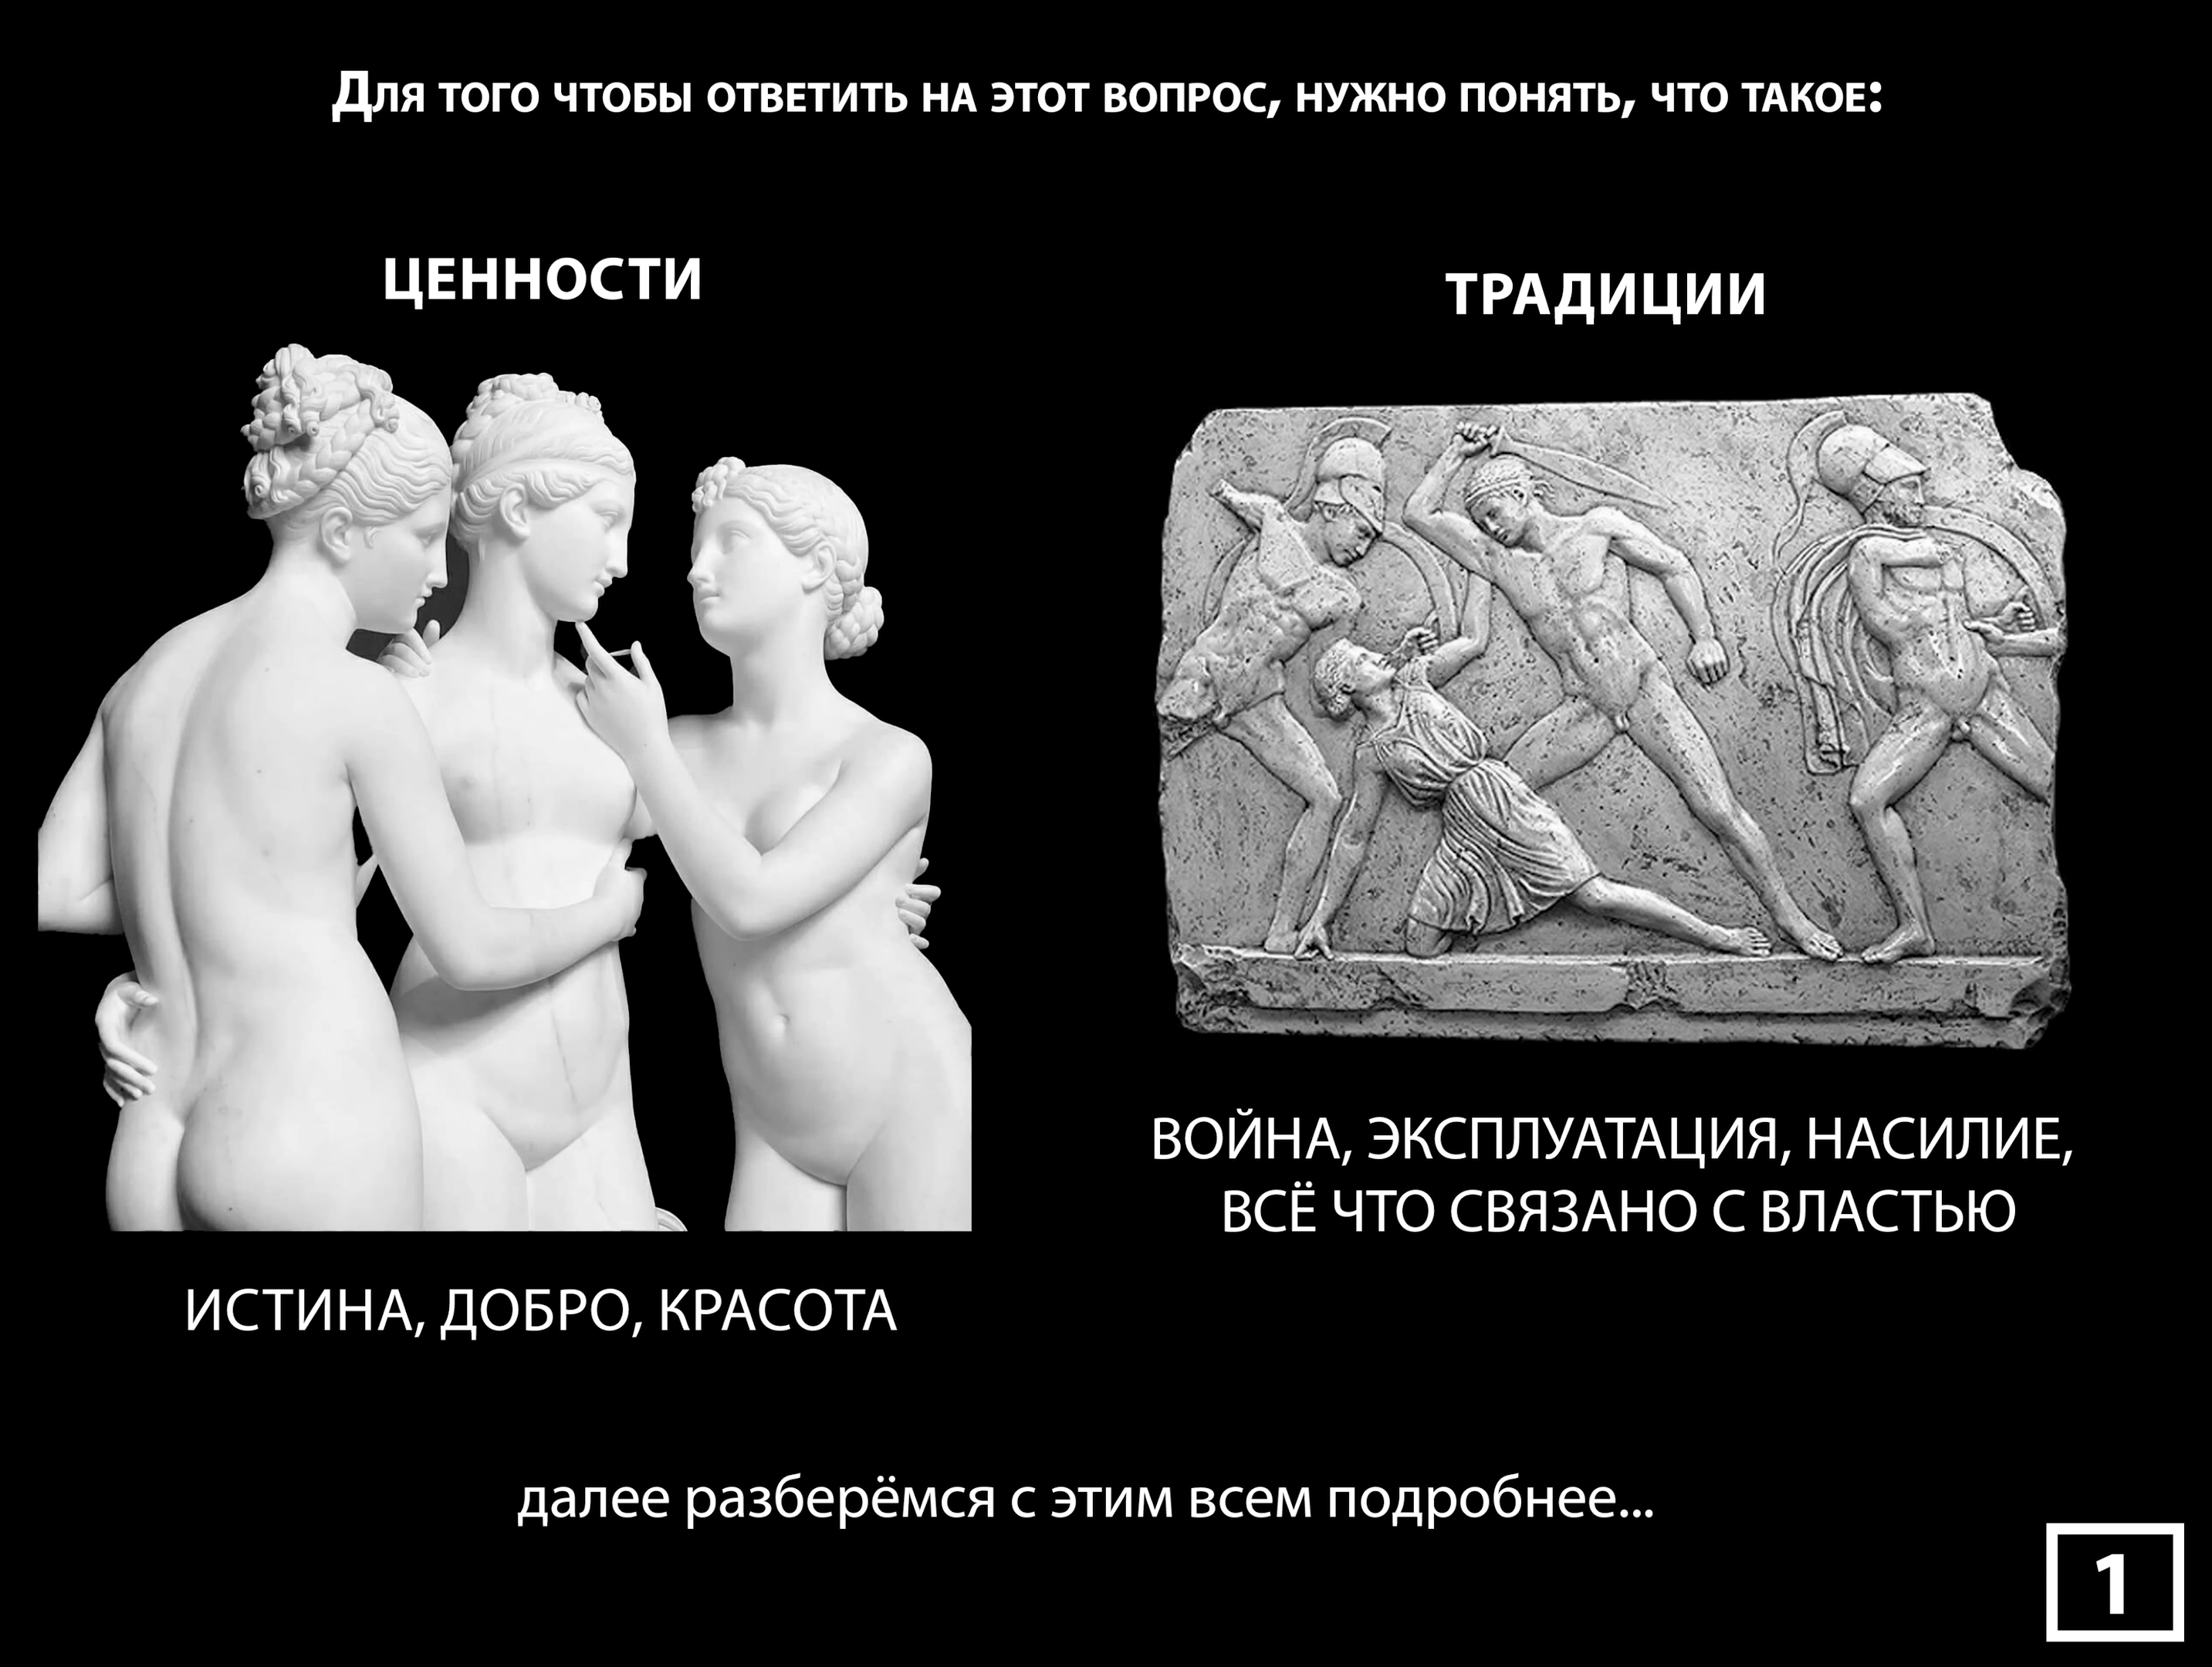 Для того чтобы ответить на этот вопрос, нужно понять, что такое:
ЦЕННОСТИ
ТРАДИЦИИ
ВОЙНА, ЭКСПЛУАТАЦИЯ, НАСИЛИЕ,
ВСЁ ЧТО СВЯЗАНО С ВЛАСТЬЮ
ИСТИНА, ДОБРО, КРАСОТА
далее разберёмся с этим всем подробнее...
1